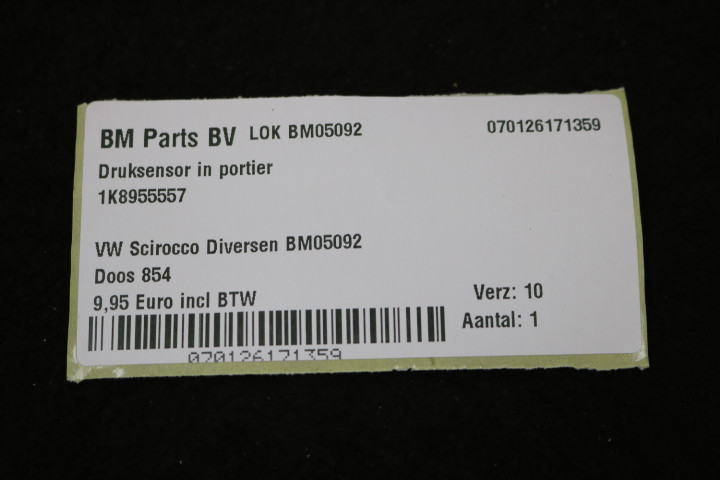 BM Parts BV LOK BM05092 070126171359
Druksensor in portier
1K8955557
VW Scirocco Diversen BM05092
Doos 854
9,95 Euro incl BTW Verz: 10
Aantal: 1
070126171359